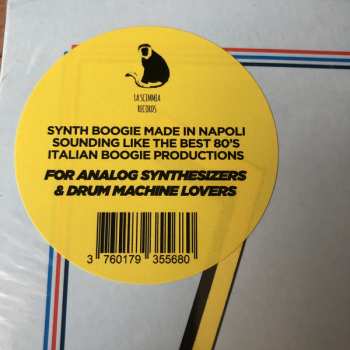 LA SCIMMIA
RECORDS
SYNTH BOOGIE MADE IN NAPOLI
SOUNDING LIKE THE BEST 80'S
ITALIAN BOOGIE PRODUCTIONS
FOR ANALOG SYNTHESIZERS
& DRUM MACHINE LOVERS
3 760179 355680